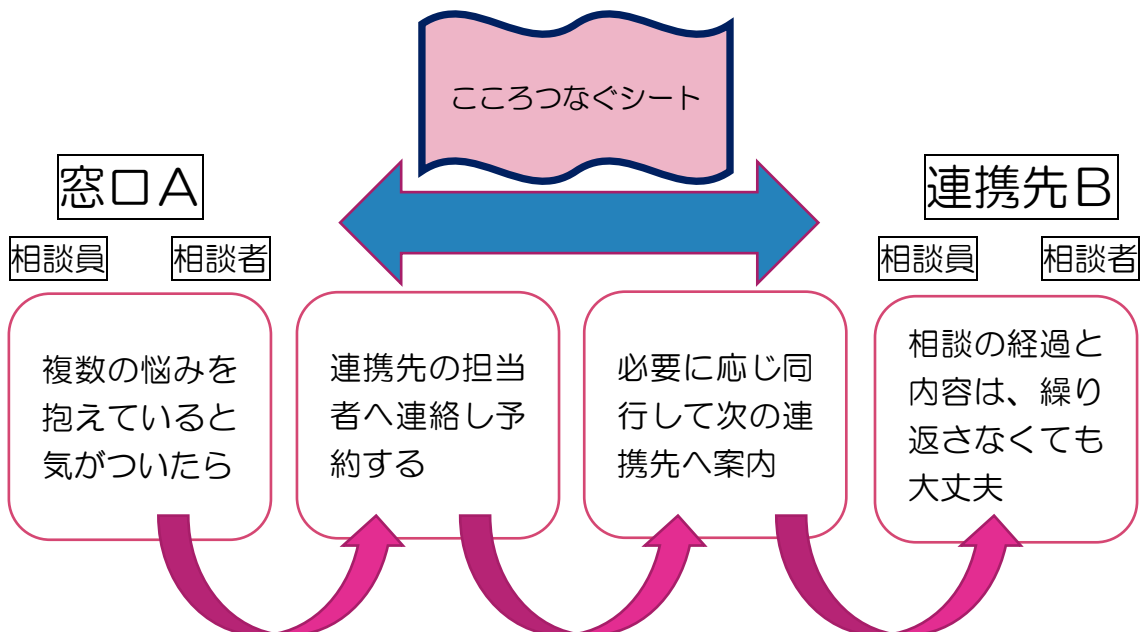 こころつなぐシート
窓口A
連携先B
相談員
相談者
相談員
相談者
複数の悩みを
抱えていると
気がついたら
連携先の担当
者へ連絡し予
約する
必要に応じ同
行して次の連
携先へ案内
相談の経過と
内容は、繰り
返さなくても
大丈夫